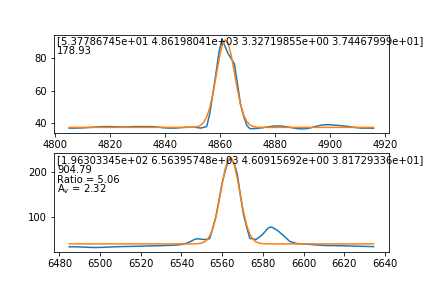 [5.37786745e+01 4.86198041e+03 3.32719855e+00 3.74467999e+01]
178.93
80
60
40
4800 4820 4840 4860 4880 4900 4920
[1.96303345e+02 6.56395748e+03 4.60915692e+00 3.81729336e+01]
904.79
Ratio = 5.06
Av = 2.32
200
100
6480 6500 6520 6540 6560 6580 6600 6620 6640